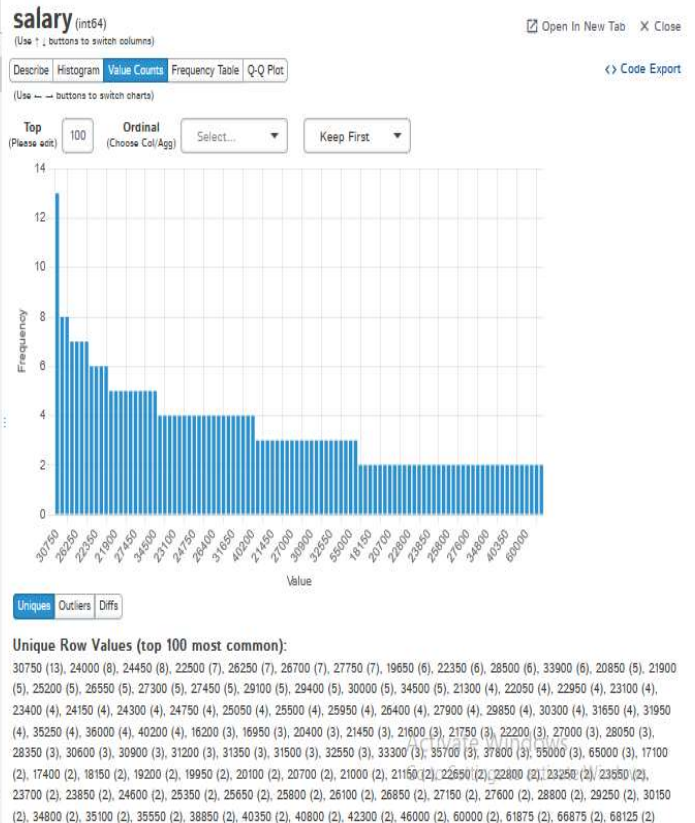 salary (int64)
Open In New Tab X Close
(Use ↑ ↓ buttons to switch columns)
Describe Histogram Value Counts Frequency Table Q-Q Plot
<> Code Export
(Use ← → buttons to switch charts)
Top
(Please edit)
100
Ordinal
(Choose Col/Agg)
Select...
Keep First
14
12
10
8
6
4
2
0
Frequency
30750 26250 22350 21900 27450 34500 23100 24750 26400 31650 40200 21450 27000 30900 32550 55000 18150 20700 22600 23850 25800 27600 34800 40350 60000
Value
Uniques Outliers Diffs
Unique Row Values (top 100 most common):
30750 (13), 24000 (8), 24450 (8), 22500 (7), 26250 (7), 26700 (7), 27750 (7), 19650 (6), 22350 (6), 28500 (6), 33900 (6), 20850 (5), 21900
(5), 25200 (5), 26550 (5), 27300 (5), 27450 (5), 29100 (5), 29400 (5), 30000 (5), 34500 (5), 21300 (4), 22050 (4), 22950 (4), 23100 (4),
23400 (4), 24150 (4), 24300 (4), 24750 (4), 25050 (4), 25500 (4), 25950 (4), 26400 (4), 27900 (4), 29850 (4), 30300 (4), 31650 (4), 31950
(4), 35250 (4), 36000 (4), 40200 (4), 16200 (3), 16950 (3), 20400 (3), 21450 (3), 21600 (3), 21750 (3), 22200 (3), 27000 (3), 28050 (3),
28350 (3), 30600 (3), 30900 (3), 31200 (3), 31350 (3), 31500 (3), 32550 (3), 33300 (3), 35700 (3), 37800 (3), 55000 (3), 65000 (3), 17100
(2), 17400 (2), 18150 (2), 19200 (2), 19950 (2), 20100 (2), 20700 (2), 21000 (2), 21150 (2), 22650 (2), 22800 (2), 23250 (2), 23550 (2),
23700 (2), 23850 (2), 24600 (2), 25350 (2), 25650 (2), 25800 (2), 26100 (2), 26850 (2), 27150 (2), 27600 (2), 28800 (2), 29250 (2), 30150
(2), 34800 (2), 35100 (2), 35550 (2), 38850 (2), 40350 (2), 40800 (2), 42300 (2), 46000 (2), 60000 (2), 61875 (2), 66875 (2), 68125 (2)
Activate Windows